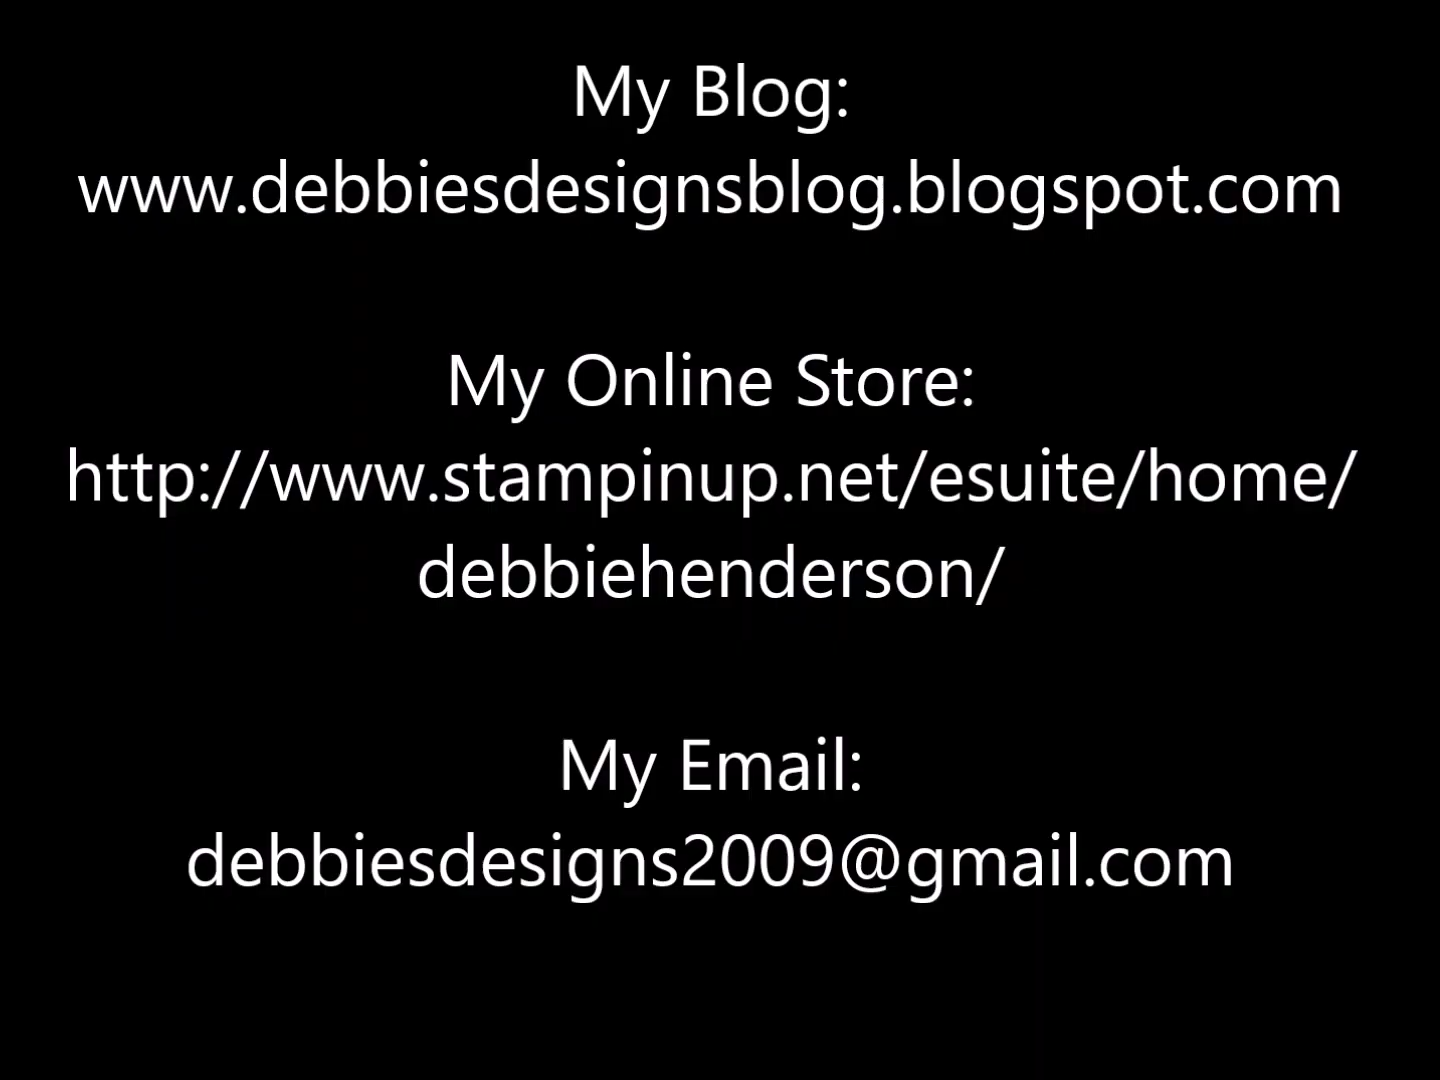 My Blog:
www.debbiesdesignsblog.blogspot.com
My Online Store:
http://www.stampinup.net/esuite/home/
debbiehenderson/
My Email:
debbiesdesigns2009@gmail.com